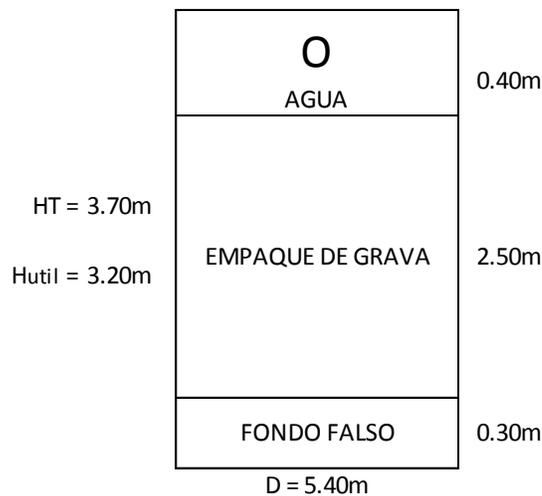 O
AGUA
0.40m
HT = 3.70m
EMPAQUE DE GRAVA
2.50m
Hutil = 3.20m
FONDO FALSO
0.30m
D = 5.40m